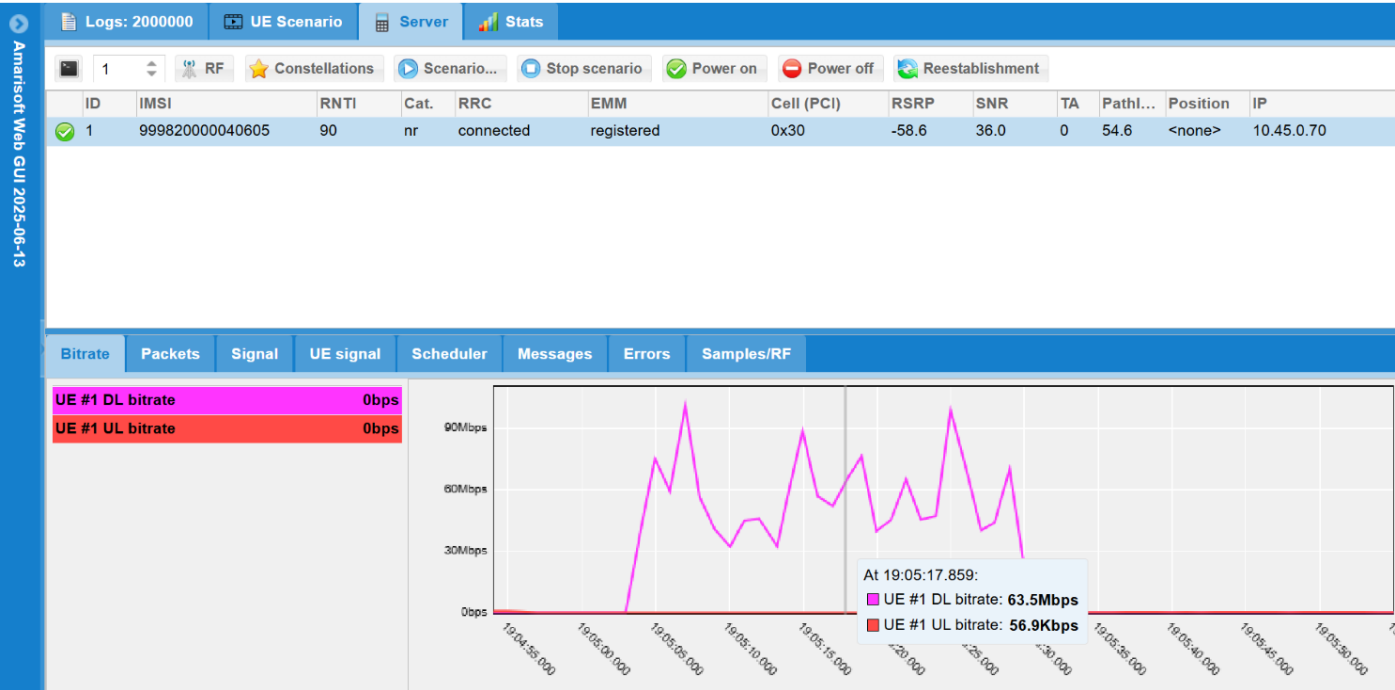 Amarisoft Web GUI 2025-06-13
Logs: 2000000 UE Scenario Server Stats
1 RF Constellations Scenario... Stop scenario Power on Power off Reestablishment
ID IMSI RNTI Cat. RRC EMM Cell (PCI) RSRP SNR TA Pathl... Position IP
1 999820000040605 90 nr connected registered 0x30 -58.6 36.0 0 54.6 <none> 10.45.0.70
Bitrate Packets Signal UE signal Scheduler Messages Errors Samples/RF
UE #1 DL bitrate 0bps
UE #1 UL bitrate 0bps
90Mbps
60Mbps
30Mbps
0bps
At 19:05:17.859:
UE #1 DL bitrate: 63.5Mbps
UE #1 UL bitrate: 56.9Kbps
19:04:55.000 19:05:00.000 19:05:05.000 19:05:10.000 19:05:15.000 :20.000 :25.000 :30.000 19:05:35.000 19:05:40.000 19:05:45.000 19:05:50.000